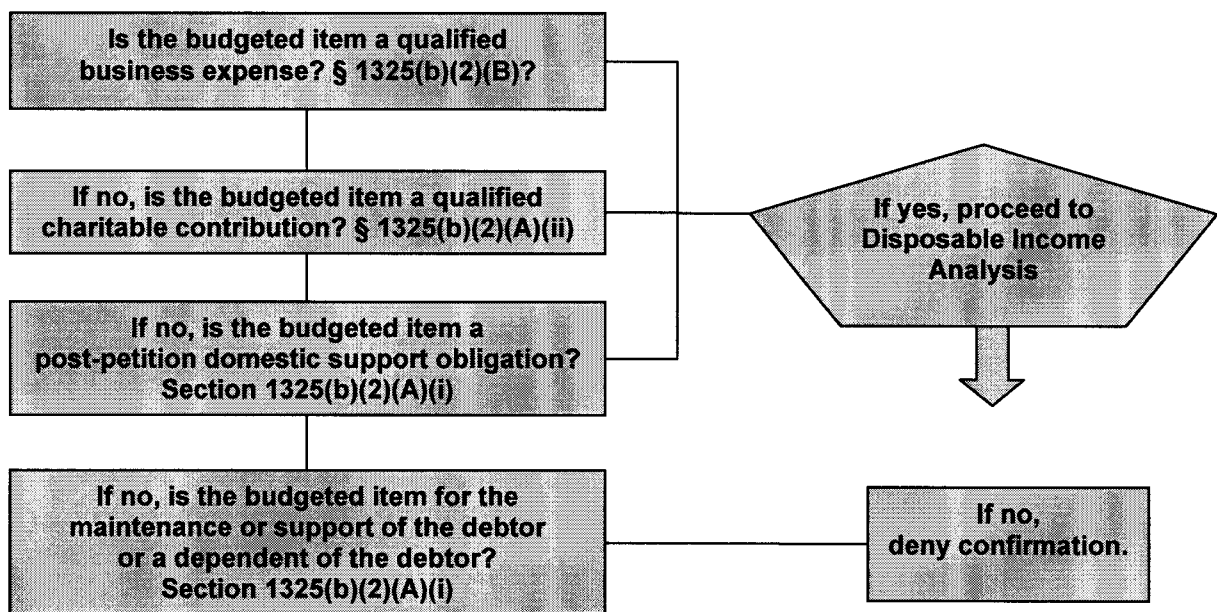 Is the budgeted item a qualified
business expense? § 1325(b)(2)(B)?
If no, is the budgeted item a qualified
charitable contribution? § 1325(b)(2)(A)(ii)
If no, is the budgeted item a
post-petition domestic support obligation?
Section 1325(b)(2)(A)(i)
If no, is the budgeted item for the
maintenance or support of the debtor
or a dependent of the debtor?
Section 1325(b)(2)(A)(i)
If yes, proceed to
Disposable Income
Analysis
If no,
deny confirmation.